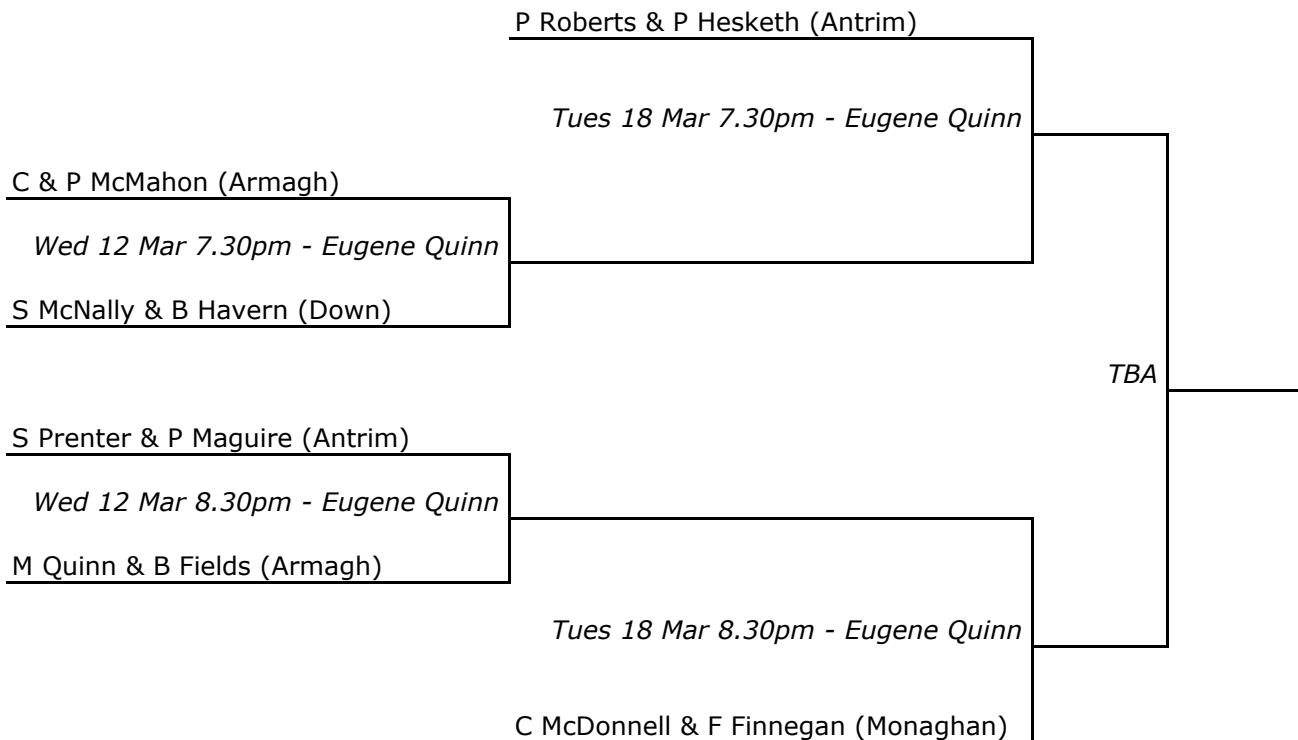 P Roberts & P Hesketh (Antrim)
Tues 18 Mar 7.30pm - Eugene Quinn
C & P McMahon (Armagh)
Wed 12 Mar 7.30pm - Eugene Quinn
S McNally & B Havern (Down)
TBA
S Prenter & P Maguire (Antrim)
Wed 12 Mar 8.30pm - Eugene Quinn
M Quinn & B Fields (Armagh)
Tues 18 Mar 8.30pm - Eugene Quinn
C McDonnell & F Finnegan (Monaghan)